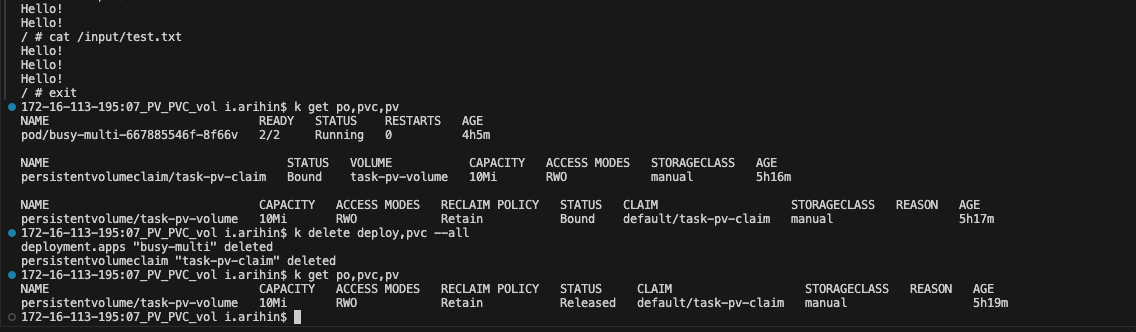 Hello!
Hello!
/ # cat /input/test.txt
Hello!
Hello!
Hello!
/ # exit
172-16-113-195:07_PV_PVC_vol i.arihin$ k get po,pvc,pv
NAME READY STATUS RESTARTS AGE
pod/busy-multi-667885546f-8f66v 2/2 Running 0 4h5m
NAME STATUS VOLUME CAPACITY ACCESS MODES STORAGECLASS AGE
persistentvolumeclaim/task-pv-claim Bound task-pv-volume 10Mi RWO manual 5h16m
NAME CAPACITY ACCESS MODES RECLAIM POLICY STATUS CLAIM STORAGECLASS REASON AGE
persistentvolume/task-pv-volume 10Mi RWO Retain Bound default/task-pv-claim manual 5h17m
172-16-113-195:07_PV_PVC_vol i.arihin$ k delete deploy,pvc --all
deployment.apps "busy-multi" deleted
persistentvolumeclaim "task-pv-claim" deleted
172-16-113-195:07_PV_PVC_vol i.arihin$ k get po,pvc,pv
NAME CAPACITY ACCESS MODES RECLAIM POLICY STATUS CLAIM STORAGECLASS REASON AGE
persistentvolume/task-pv-volume 10Mi RWO Retain Released default/task-pv-claim manual 5h19m
172-16-113-195:07_PV_PVC_vol i.arihin$